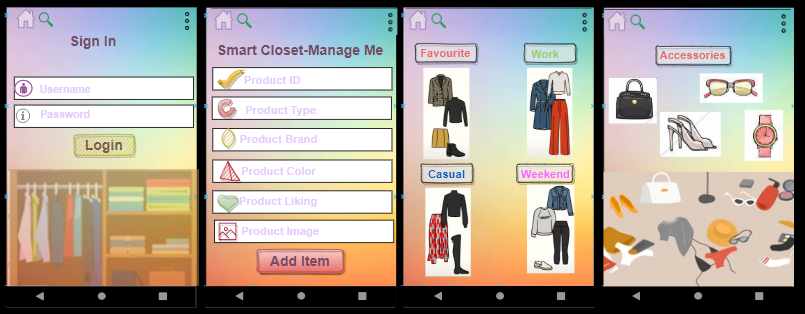 Sign In
Username
Password
Login
Smart Closet-Manage Me
Product ID
Product Type
Product Brand
Product Color
Product Liking
Product Image
Add Item
Favourite
Work
Casual
Weekend
Accessories